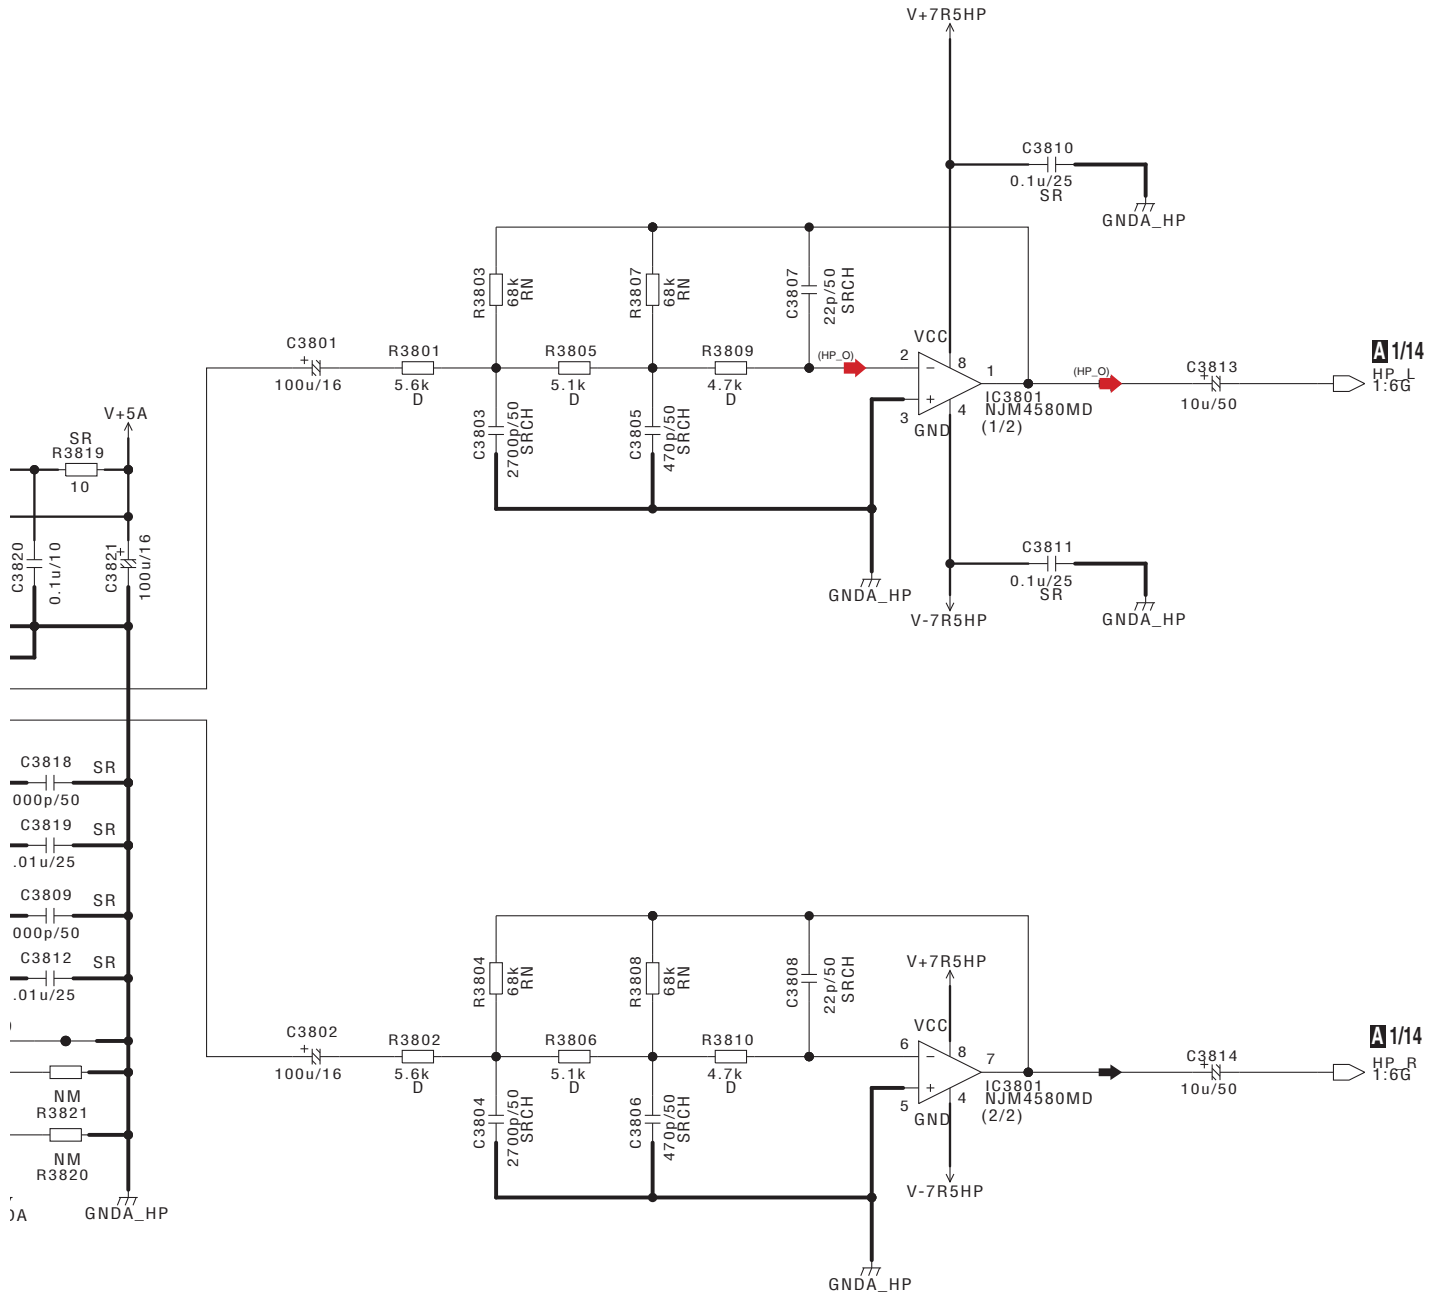 V+7R5HP
C3810
0.1u/25
SR
GNDA_HP
R3803
68k
RN
R3807
68k
RN
C3807
22p/50
SRCH
VCC
C3801
+
100u/16
R3801
5.6k
D
R3805
5.1k
D
R3809
4.7k
D
(HP_O)
2
8
1
3
4
GND
IC3801
NJM4580MD
(1/2)
(HP_O)
C3813
+
10u/50
A 1/14
HP_L
1:6G
C3803
2700p/50
SRCH
C3805
470p/50
SRCH
GNDA_HP
V-7R5HP
C3811
0.1u/25
SR
GNDA_HP
V+5A
SR
R3819
10
C3820
0.1u/10
C3821
+
100u/16
C3818
SR
000p/50
C3819
SR
.01u/25
C3809
SR
000p/50
C3812
SR
.01u/25
NM
R3821
NM
R3820
GNDA_HP
R3804
68k
RN
R3808
68k
RN
C3808
22p/50
SRCH
V+7R5HP
VCC
C3802
+
100u/16
R3802
5.6k
D
R3806
5.1k
D
R3810
4.7k
D
6
8
7
5
4
GND
IC3801
NJM4580MD
(2/2)
C3814
+
10u/50
A 1/14
HP_R
1:6G
C3804
2700p/50
SRCH
C3806
470p/50
SRCH
V-7R5HP
GNDA_HP